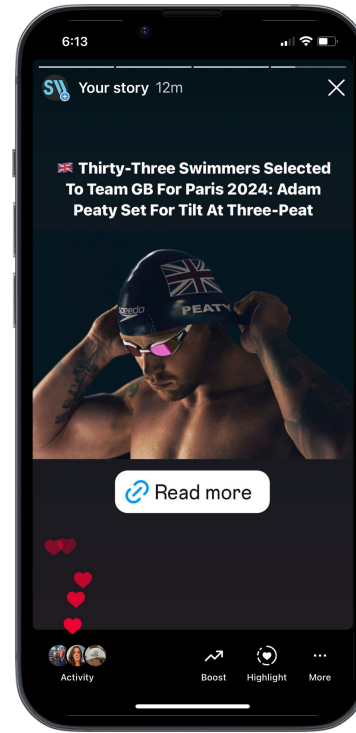 6:13
SW
Your story 12m
🇬🇧 Thirty-Three Swimmers Selected
To Team GB For Paris 2024: Adam
Peaty Set For Tilt At Three-Peat
speedo
PEATY
Read more
Activity
Boost
Highlight
More